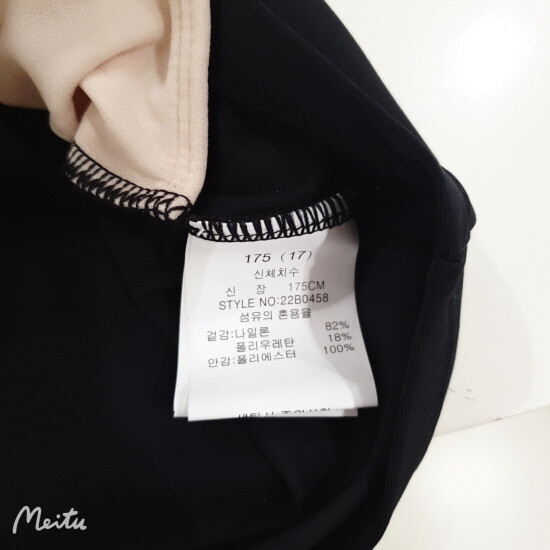 175 (17)
신체치수
신 장 175CM
STYLE NO:22B0458
섬유의 혼용율
겉감:나일론 82%
폴리우레탄 18%
안감:폴리에스터 100%
Meitu